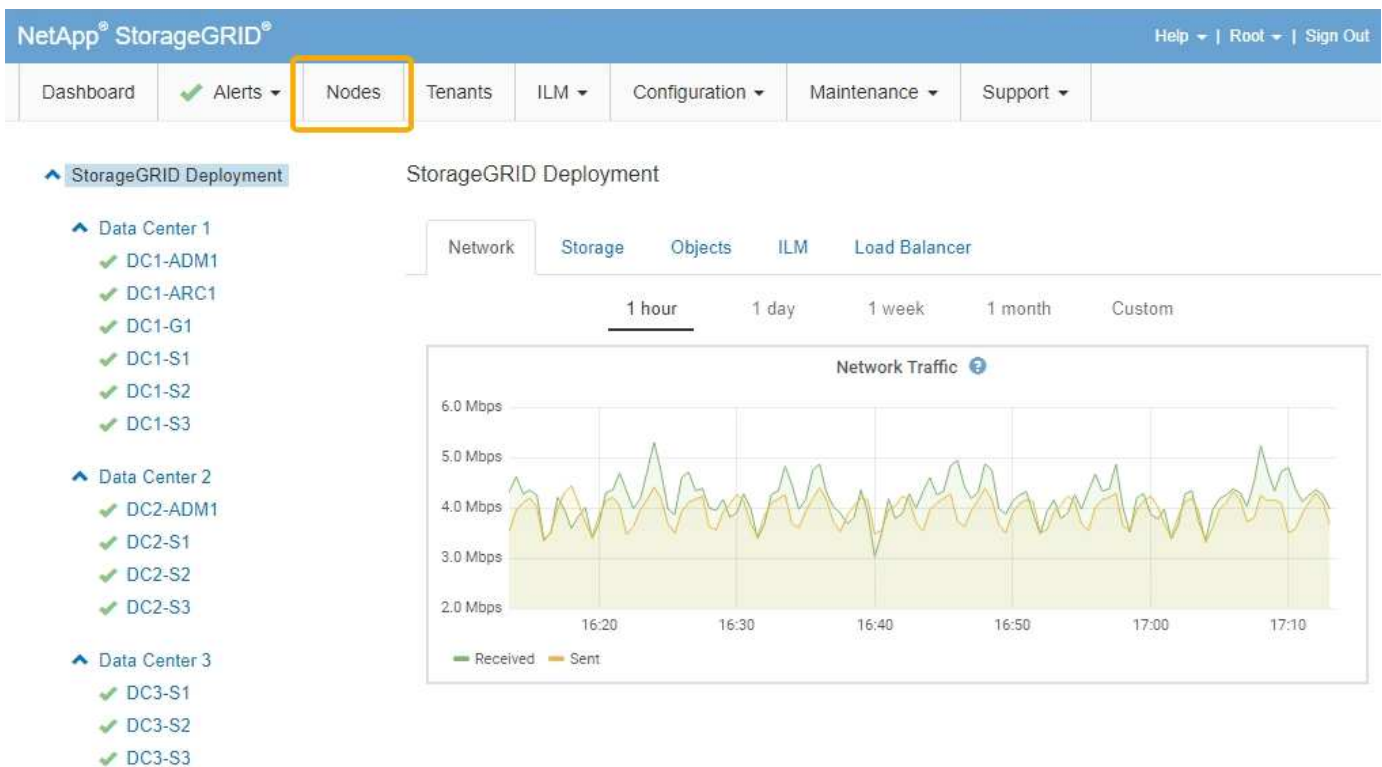 NetApp® StorageGRID®
Help | Root | Sign Out
Dashboard Alerts Nodes Tenants ILM Configuration Maintenance Support
StorageGRID Deployment
Data Center 1
DC1-ADM1
DC1-ARC1
DC1-G1
DC1-S1
DC1-S2
DC1-S3
Data Center 2
DC2-ADM1
DC2-S1
DC2-S2
DC2-S3
Data Center 3
DC3-S1
DC3-S2
DC3-S3
StorageGRID Deployment
Network Storage Objects ILM Load Balancer
1 hour 1 day 1 week 1 month Custom
Network Traffic ?
6.0 Mbps
5.0 Mbps
4.0 Mbps
3.0 Mbps
2.0 Mbps
16:20 16:30 16:40 16:50 17:00 17:10
Received Sent